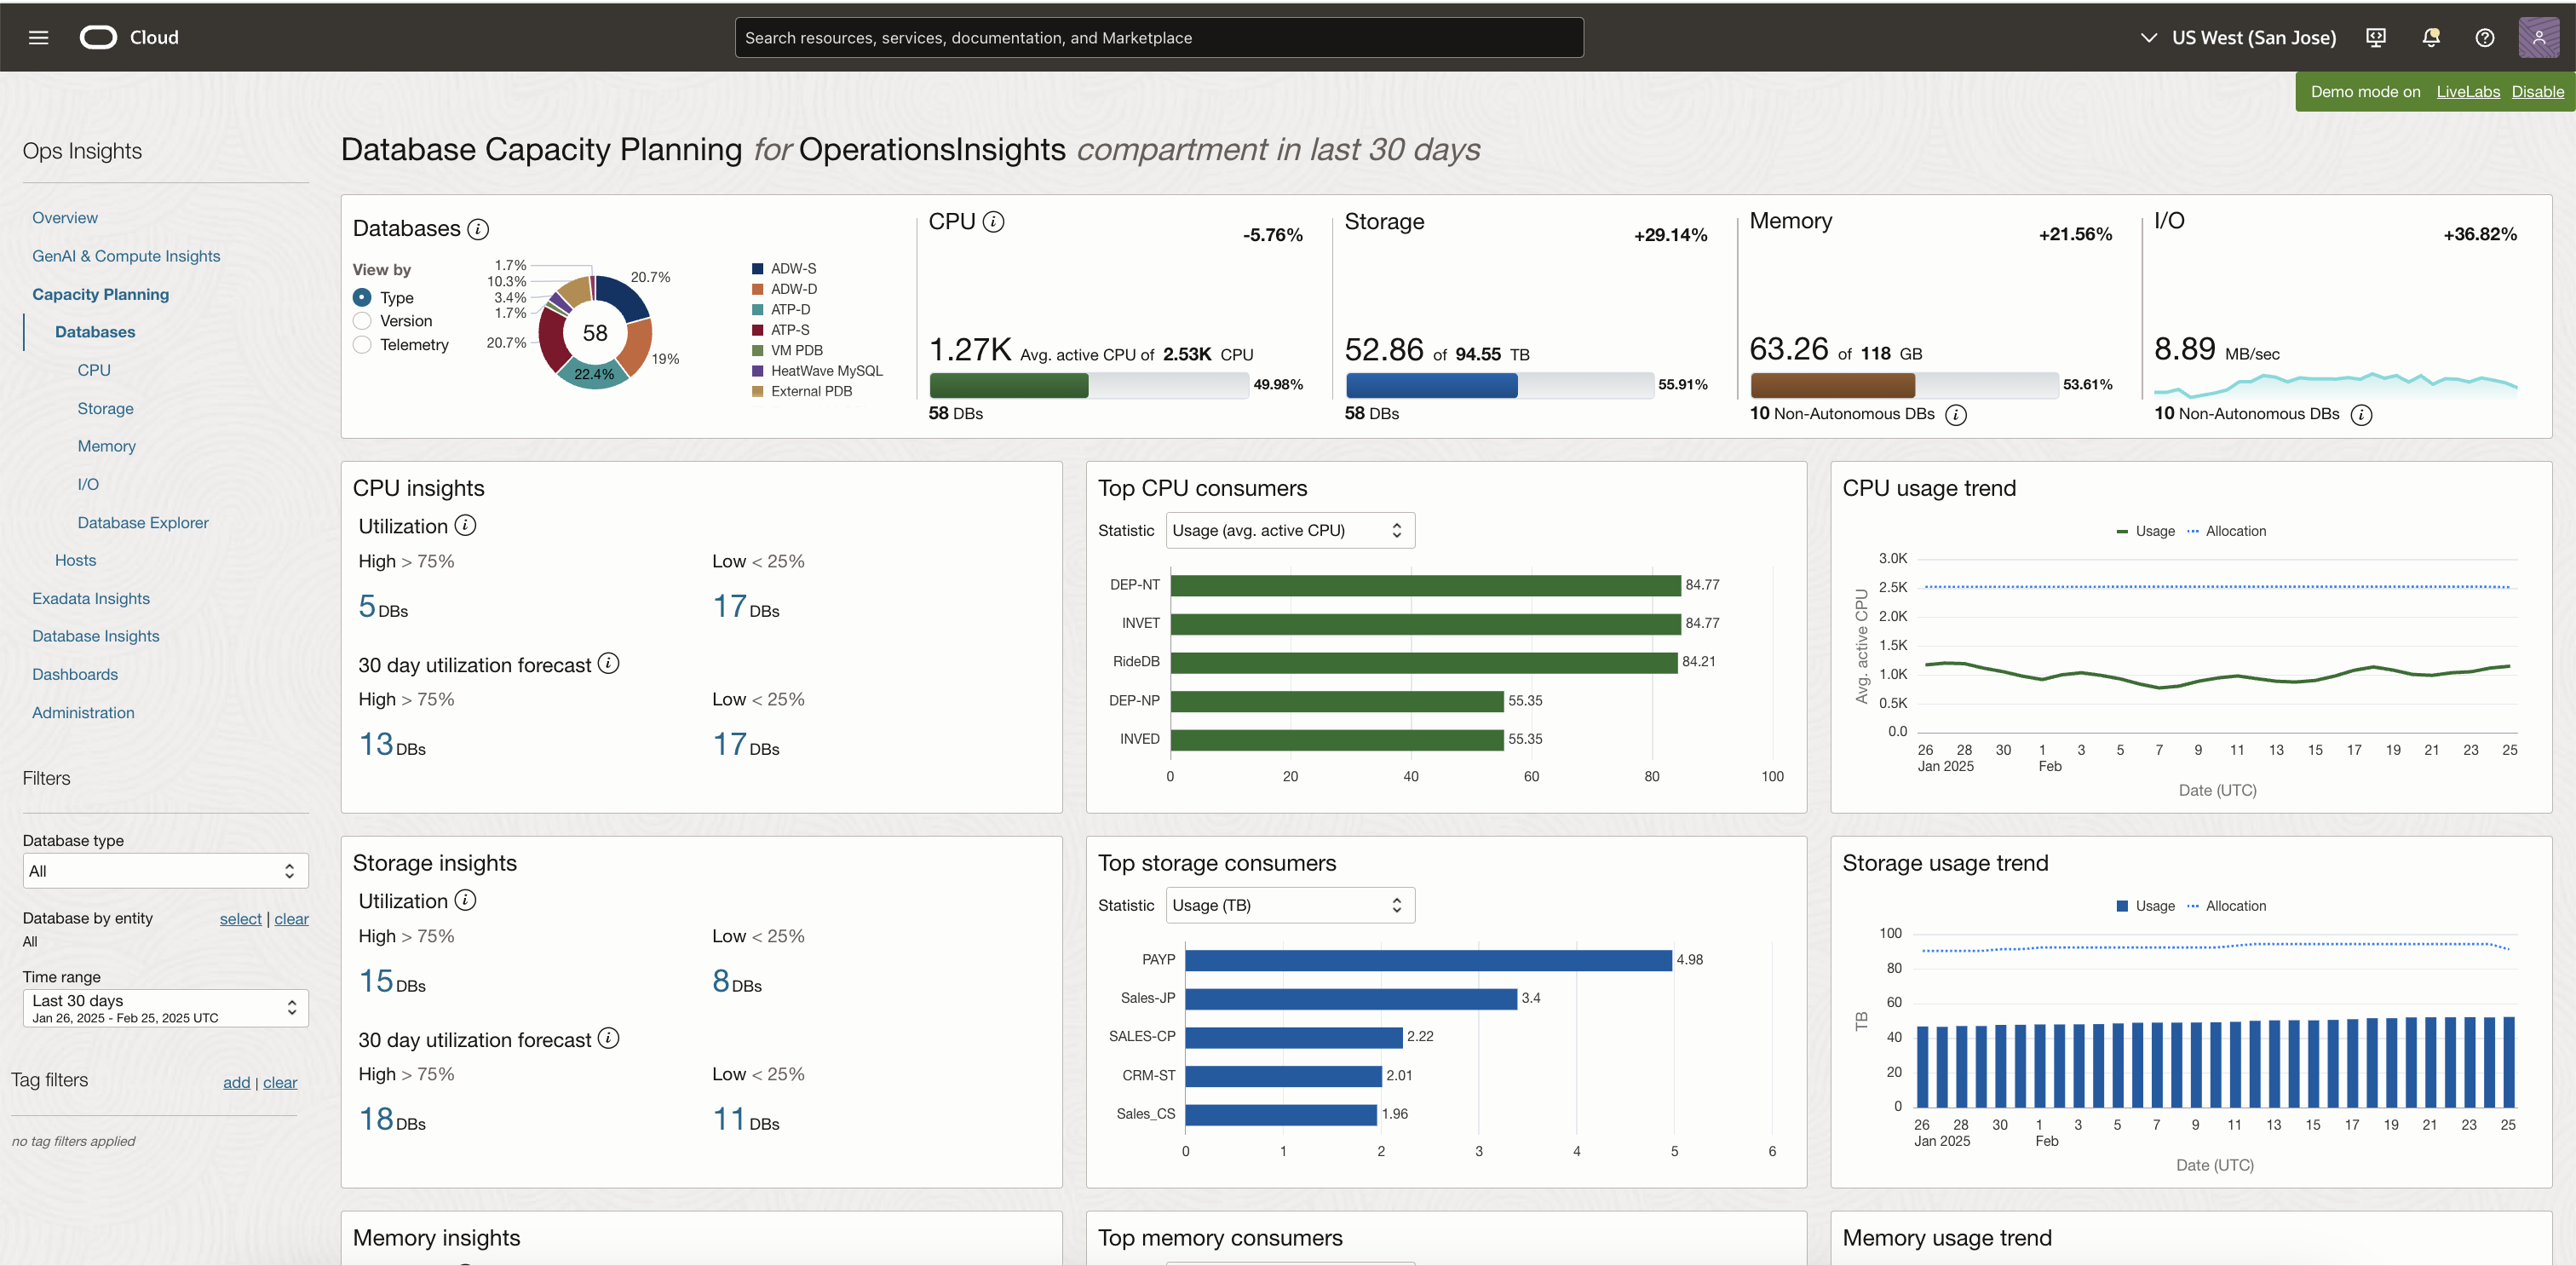 Cloud
Search resources, services, documentation, and Marketplace
US West (San Jose)
Demo mode on LiveLabs Disable
Ops Insights
Overview
GenAI & Compute Insights
Capacity Planning
Databases
CPU
Storage
Memory
I/O
Database Explorer
Hosts
Exadata Insights
Database Insights
Dashboards
Administration
Filters
Database type
All
Database by entity select | clear
All
Time range
Last 30 days
Jan 26, 2025 - Feb 25, 2025 UTC
Tag filters add | clear
no tag filters applied
Database Capacity Planning for OperationsInsights compartment in last 30 days
Databases
View by
Type
Version
Telemetry
1.7%
10.3%
3.4%
1.7%
20.7%
20.7%
19%
22.4%
58
ADW-S
ADW-D
ATP-D
ATP-S
VM PDB
HeatWave MySQL
External PDB
CPU
-5.76%
1.27K Avg. active CPU of 2.53K CPU
49.98%
58 DBs
Storage
+29.14%
52.86 of 94.55 TB
55.91%
58 DBs
Memory
+21.56%
63.26 of 118 GB
53.61%
10 Non-Autonomous DBs
I/O
+36.82%
8.89 MB/sec
10 Non-Autonomous DBs
CPU insights
Utilization
High > 75% Low < 25%
5 DBs 17 DBs
30 day utilization forecast
High > 75% Low < 25%
13 DBs 17 DBs
Top CPU consumers
Statistic Usage (avg. active CPU)
DEP-NT 84.77
INVET 84.77
RideDB 84.21
DEP-NP 55.35
INVED 55.35
0 20 40 60 80 100
CPU usage trend
Usage Allocation
Avg. active CPU
3.0K
2.5K
2.0K
1.5K
1.0K
0.5K
0.0
26 28 30 1 3 5 7 9 11 13 15 17 19 21 23 25
Jan 2025 Feb
Date (UTC)
Storage insights
Utilization
High > 75% Low < 25%
15 DBs 8 DBs
30 day utilization forecast
High > 75% Low < 25%
18 DBs 11 DBs
Top storage consumers
Statistic Usage (TB)
PAYP 4.98
Sales-JP 3.4
SALES-CP 2.22
CRM-ST 2.01
Sales_CS 1.96
0 1 2 3 4 5 6
Storage usage trend
Usage Allocation
TB
100
80
60
40
20
0
26 28 30 1 3 5 7 9 11 13 15 17 19 21 23 25
Jan 2025 Feb
Date (UTC)
Memory insights
Top memory consumers
Memory usage trend